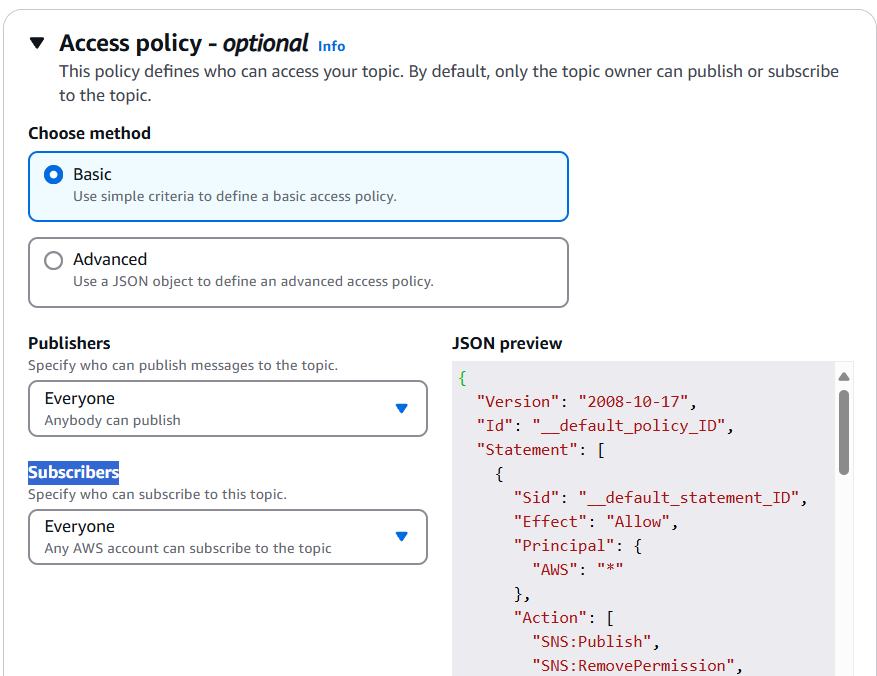 Access policy - optional Info
This policy defines who can access your topic. By default, only the topic owner can publish or subscribe
to the topic.
Choose method
Basic
Use simple criteria to define a basic access policy.
Advanced
Use a JSON object to define an advanced access policy.
Publishers
Specify who can publish messages to the topic.
Everyone
Anybody can publish
Subscribers
Specify who can subscribe to this topic.
Everyone
Any AWS account can subscribe to the topic
JSON preview
{
  "Version": "2008-10-17",
  "Id": "__default_policy_ID",
  "Statement": [
    {
      "Sid": "__default_statement_ID",
      "Effect": "Allow",
      "Principal": {
        "AWS": "*"
      },
      "Action": [
        "SNS:Publish",
        "SNS:RemovePermission",